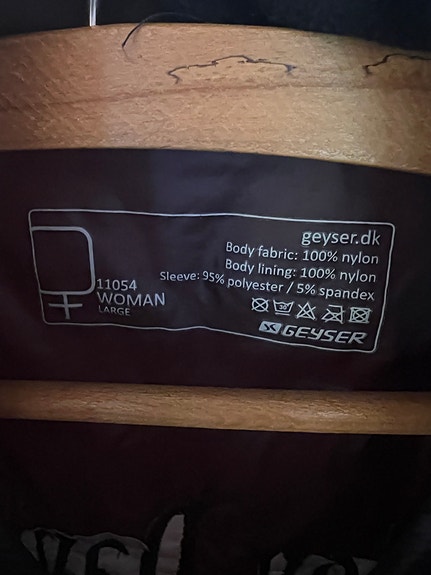 geyser.dk
Body fabric: 100% nylon
Body lining: 100% nylon
Sleeve: 95% polyester / 5% spandex
11054
WOMAN
LARGE
GEYSER